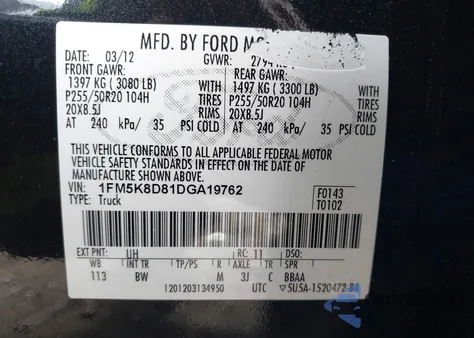 MFD. BY FORD
DATE: 03/12 GVWR:
FRONT GAWR: REAR GAWR:
1397 KG ( 3080 LB) WITH 1497 KG ( 3300 LB) WITH
P255/50R20 104H TIRES P255/50R20 104H TIRES
20X8.5J RIMS 20X8.5J RIMS
AT 240 kPa/ 35 PSI COLD AT 240 kPa/ 35 PSI COLD
THIS VEHICLE CONFORMS TO ALL APPLICABLE FEDERAL MOTOR
VEHICLE SAFETY STANDARDS IN EFFECT ON THE DATE OF
MANUFACTURE SHOWN ABOVE.
VIN: 1FM5K8D81DGA19762
TYPE: Truck
F0143
T0102
EXT PNT: UH RC: 11 DSO:
WB INT TR TP/PS R AXLE TR SPR
113 BW M 3J C BBAA
1201203134950 UTC ▽5U5A-1520472-BA